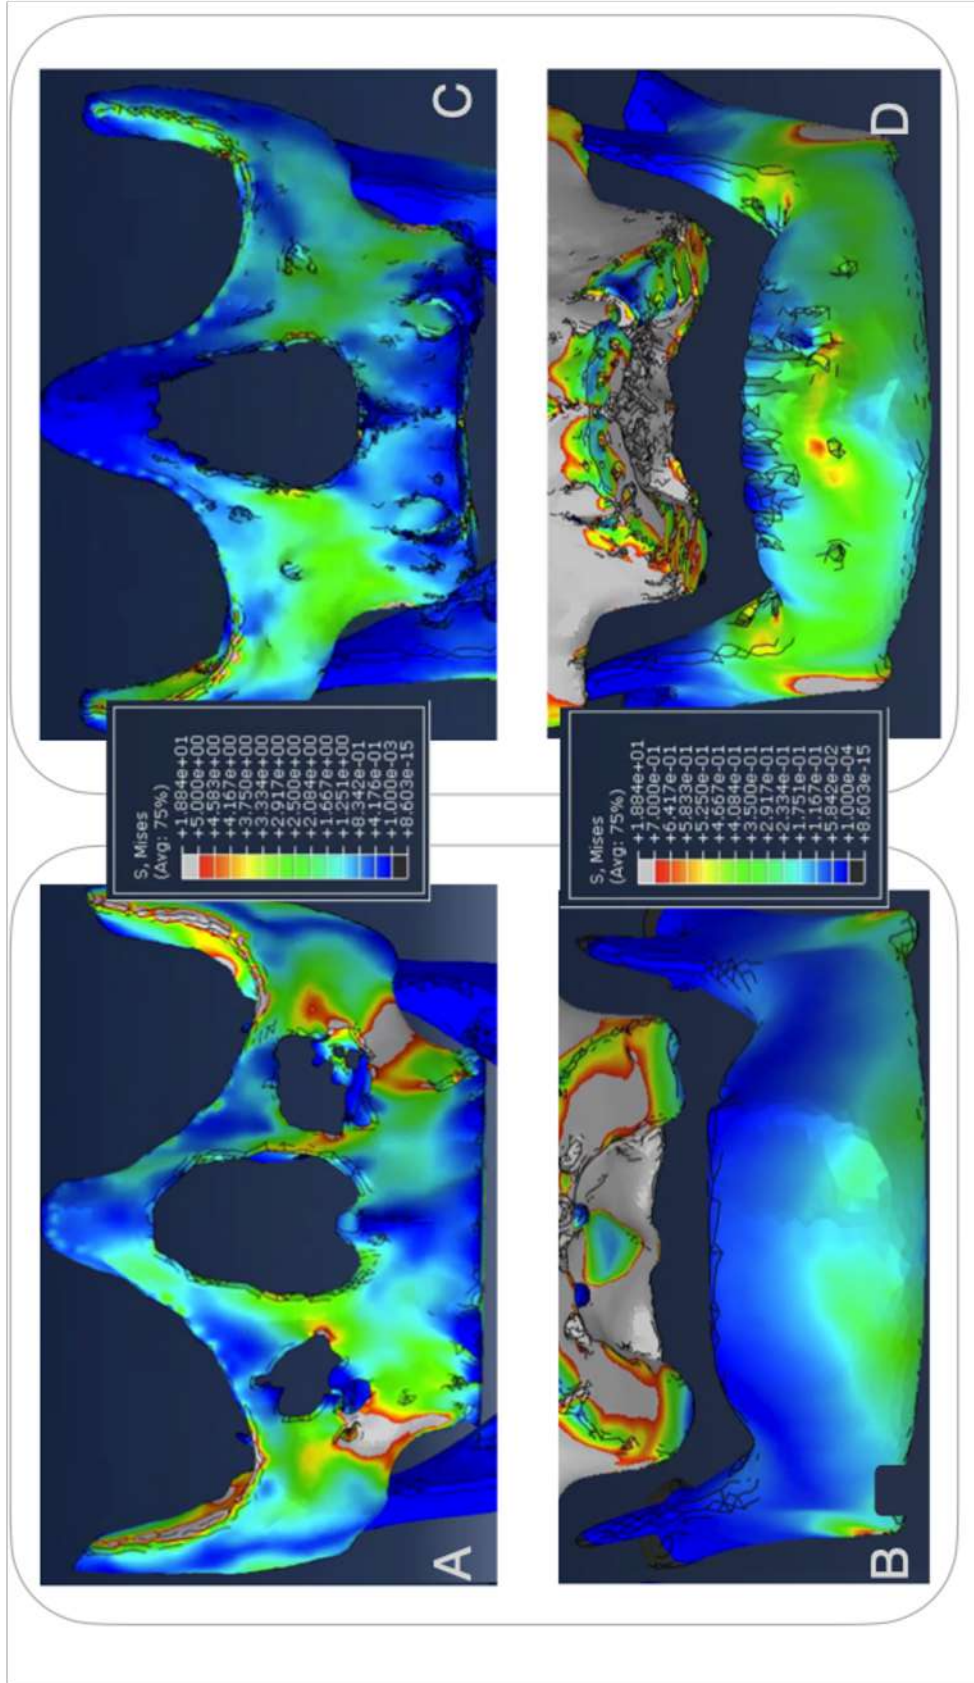 A
S, Mises
(Avg: 75%)
+1.884e+01
+5.000e+00
+4.583e+00
+4.167e+00
+3.750e+00
+3.334e+00
+2.917e+00
+2.500e+00
+2.084e+00
+1.667e+00
+1.251e+00
+8.342e-01
+4.176e-01
+1.000e-03
+8.603e-15
C
B
S, Mises
(Avg: 75%)
+1.884e+01
+7.000e-01
+6.417e-01
+5.833e-01
+5.250e-01
+4.667e-01
+4.084e-01
+3.500e-01
+2.917e-01
+2.334e-01
+1.751e-01
+1.167e-01
+5.842e-02
+1.000e-04
+8.603e-15
D